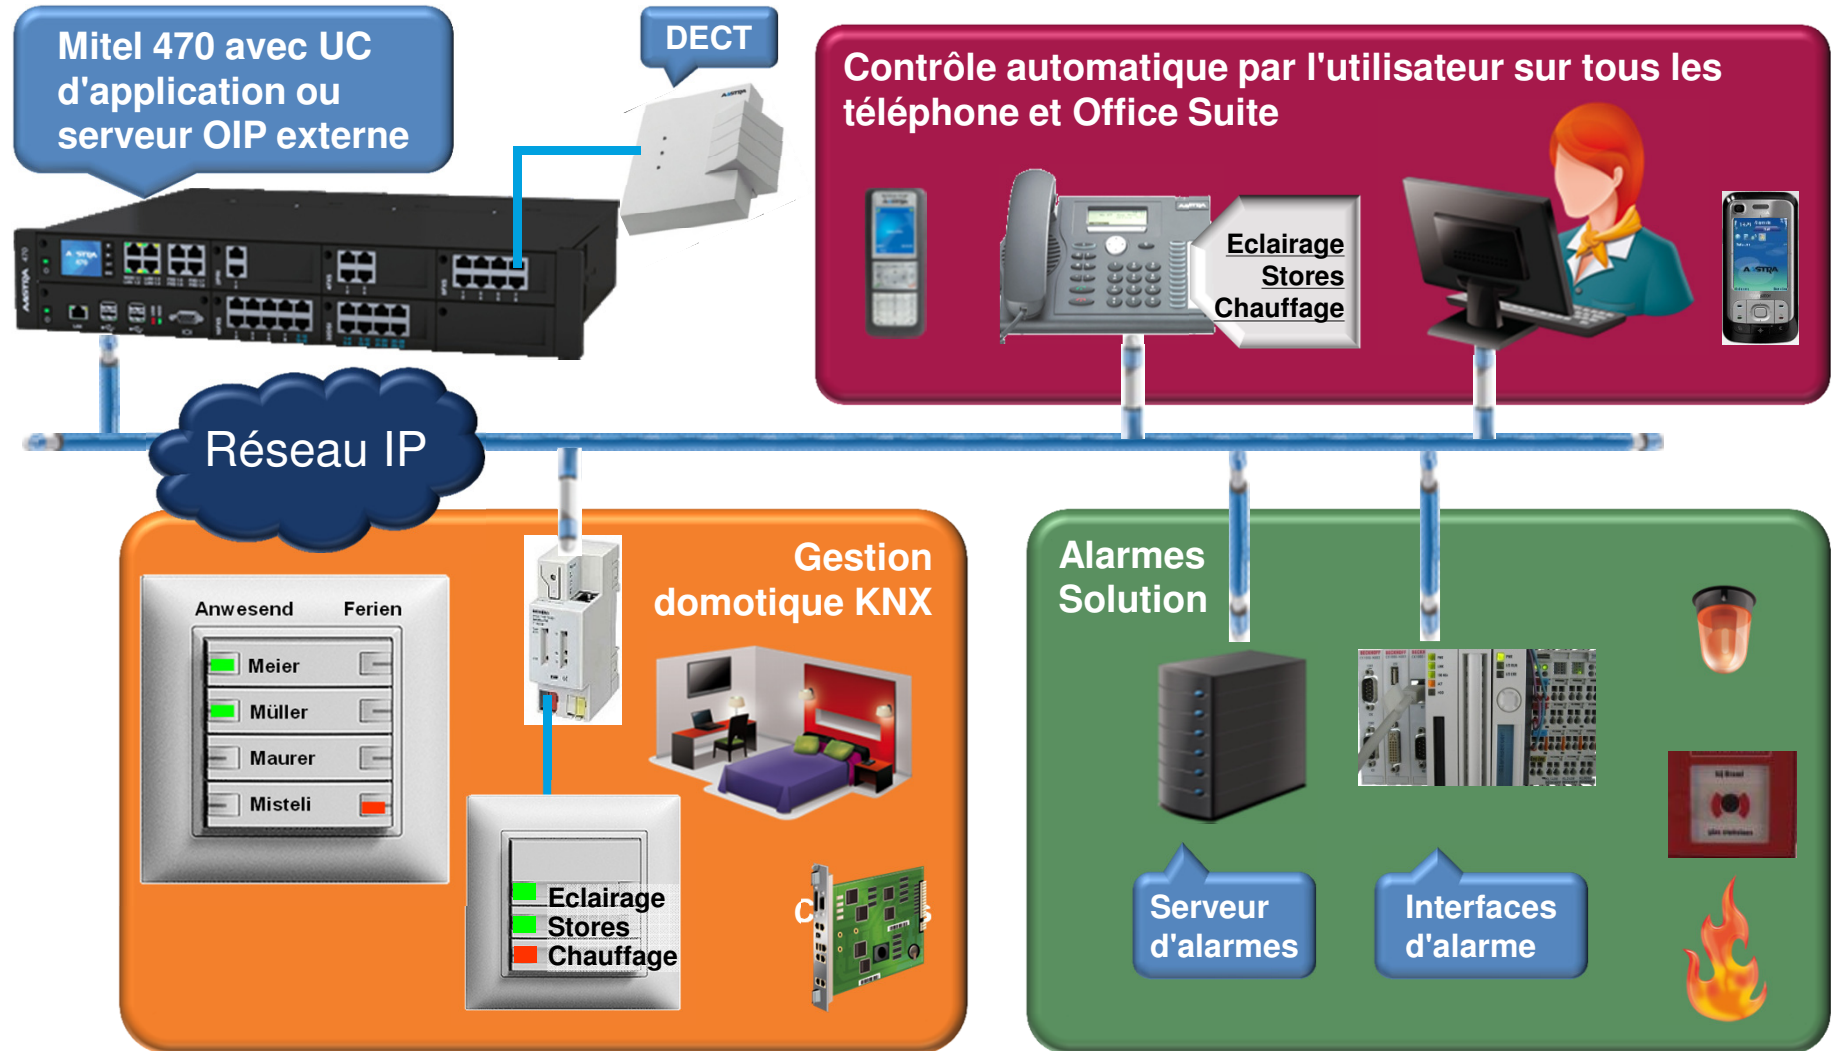 Mitel 470 avec UC
d'application ou
serveur OIP externe
DECT
Contrôle automatique par l'utilisateur sur tous les
téléphone et Office Suite
Eclairage
Stores
Chauffage
AASTRA 470
Réseau IP
Gestion
domotique KNX
Anwesend Ferien
Meier
Müller
Maurer
Misteli
Eclairage
Stores
Chauffage
Alarmes
Solution
Serveur
d'alarmes
Interfaces
d'alarme